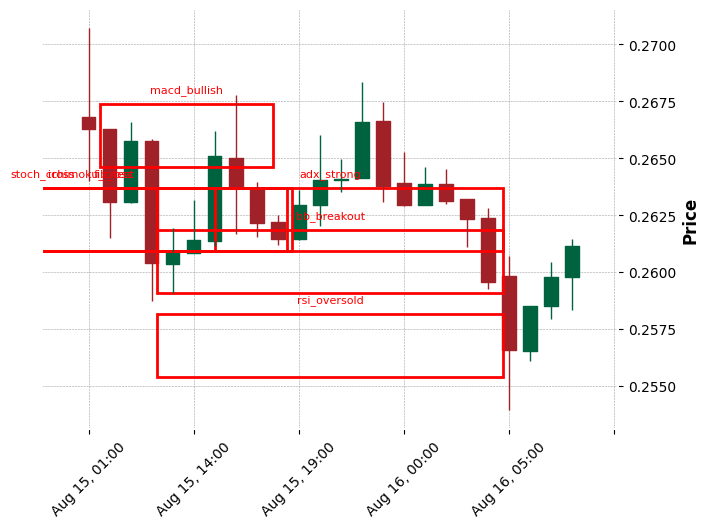 macd_bullish
stoch_cross
adx_strong
bb_breakout
rsi_oversold
0.2700
0.2675
0.2650
0.2625
0.2600
0.2575
0.2550
Price
Aug 15, 01:00
Aug 15, 14:00
Aug 15, 19:00
Aug 16, 00:00
Aug 16, 05:00